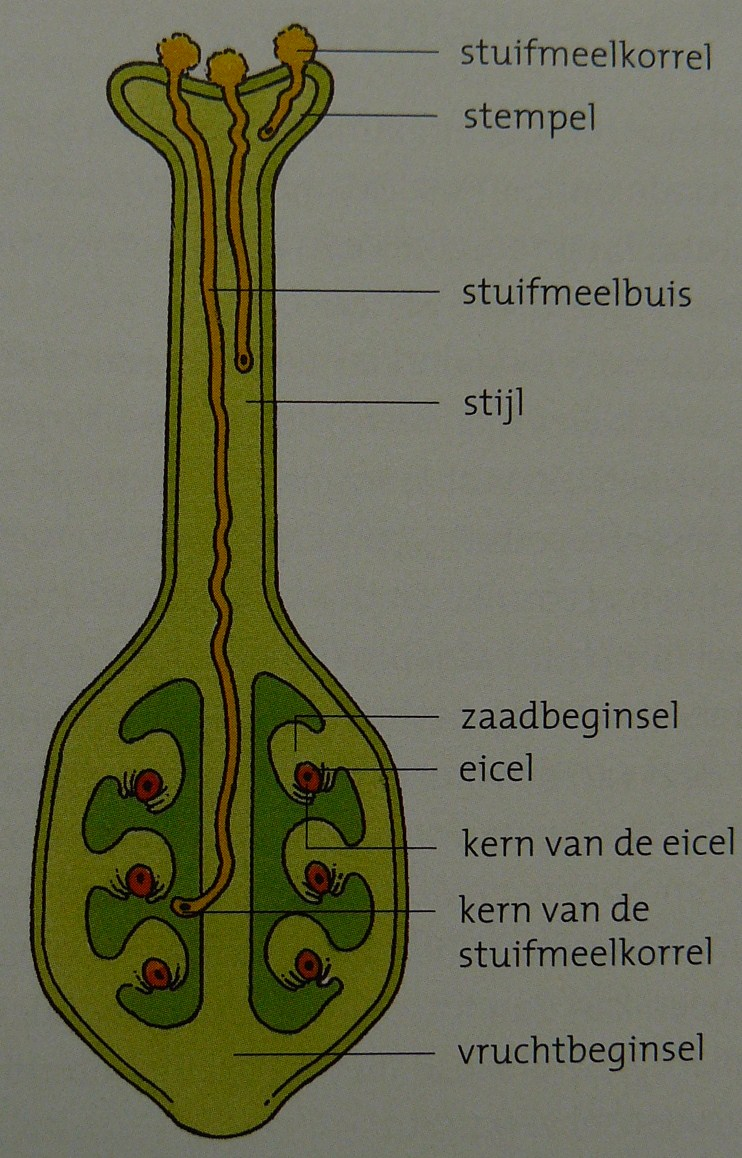 stuifmeelkorrel
stempel
stuifmeelbuis
stijl
zaadbeginsel
eicel
kern van de eicel
kern van de
stuifmeelkorrel
vruchtbeginsel